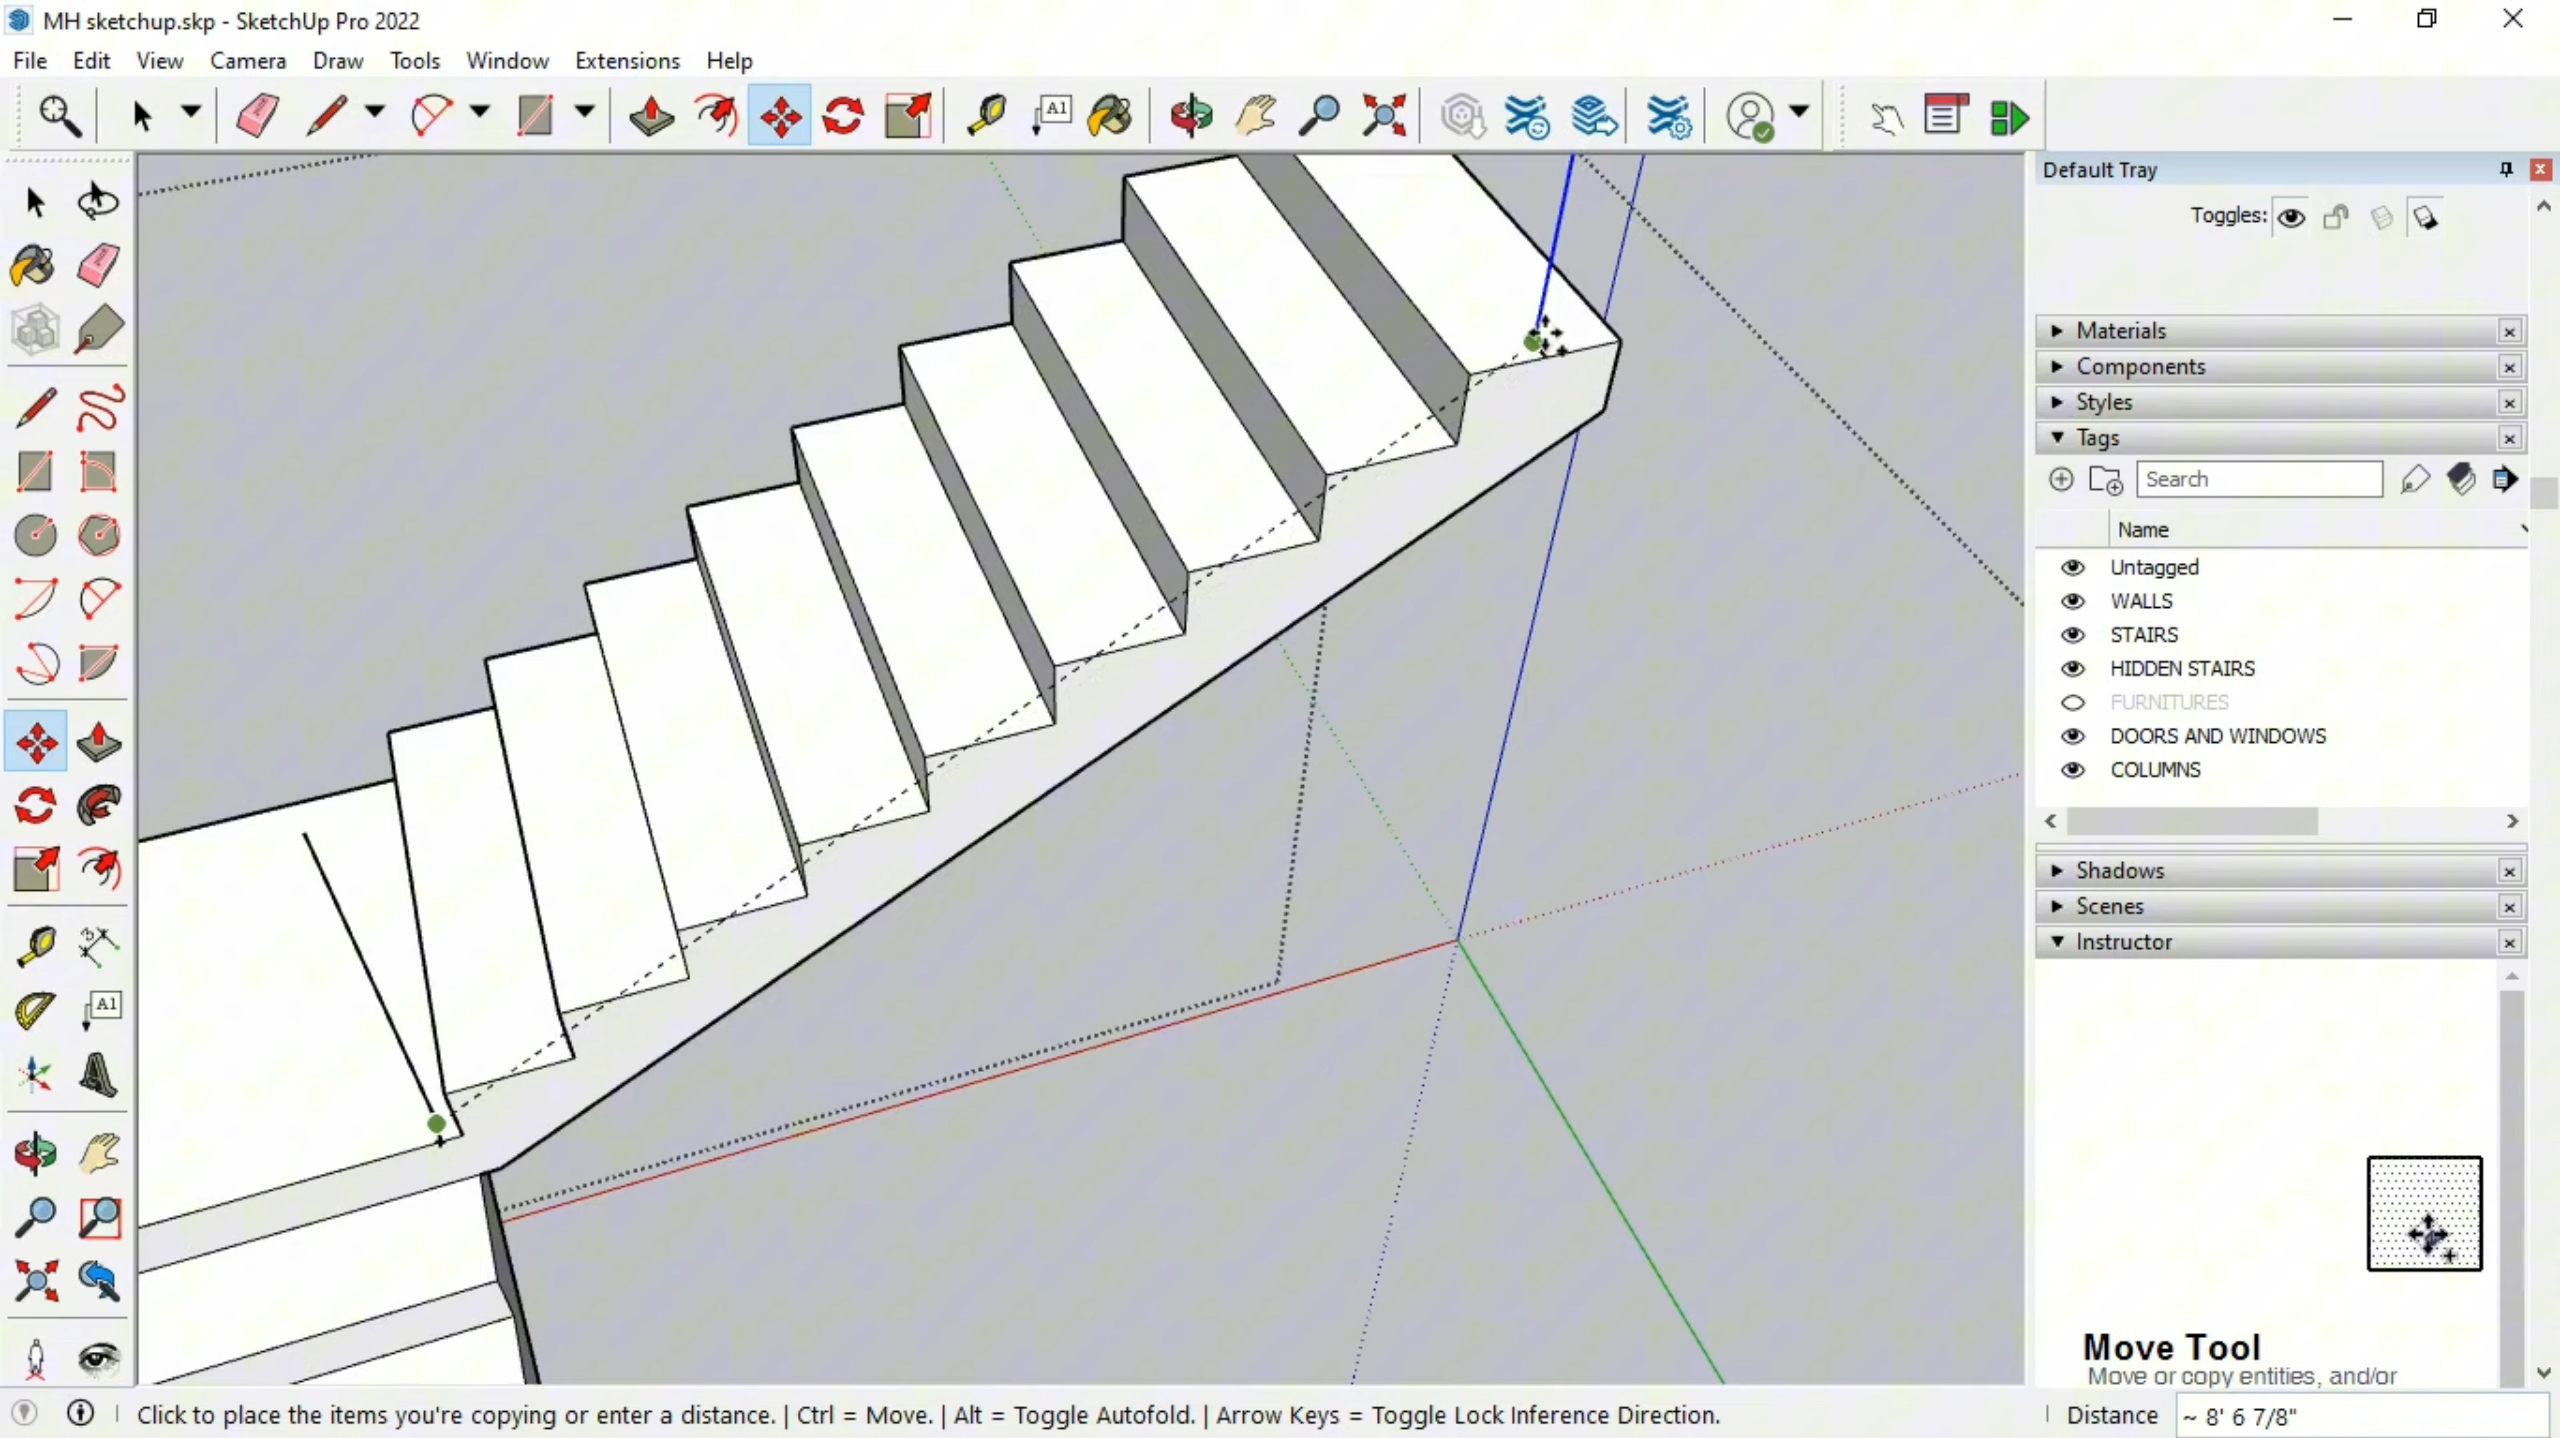 MH sketchup.skp - SketchUp Pro 2022
File Edit View Camera Draw Tools Window Extensions Help
A1
Default Tray
Toggles:
Materials
Components
Styles
Tags
Search
Name
Untagged
WALLS
STAIRS
HIDDEN STAIRS
FURNITURES
DOORS AND WINDOWS
COLUMNS
Shadows
Scenes
Instructor
A1
Move Tool
Move or copy entities, and/or
Click to place the items you're copying or enter a distance. | Ctrl = Move. | Alt = Toggle Autofold. | Arrow Keys = Toggle Lock Inference Direction.
Distance ~ 8' 6 7/8"